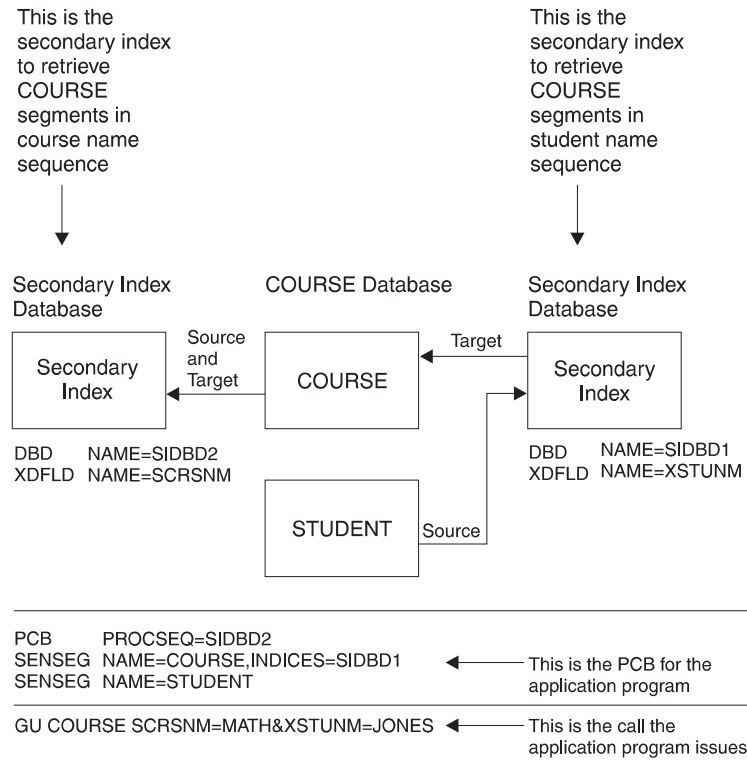 This is the
secondary index
to retrieve
COURSE
segments in
course name
sequence
This is the
secondary index
to retrieve
COURSE
segments in
student name
sequence
Secondary Index
Database
COURSE Database
Secondary Index
Database
Secondary
Index
Source
and
Target
COURSE
Target
Secondary
Index
DBD NAME=SIDBD2
XDFLD NAME=SCRSNM
DBD NAME=SIDBD1
XDFLD NAME=XSTUNM
STUDENT
Source
PCB PROCSEQ=SIDBD2
SENSEG NAME=COURSE,INDICES=SIDBD1
SENSEG NAME=STUDENT
This is the PCB for the
application program
GU COURSE SCRSNM=MATH&XSTUNM=JONES
This is the call the
application program issues